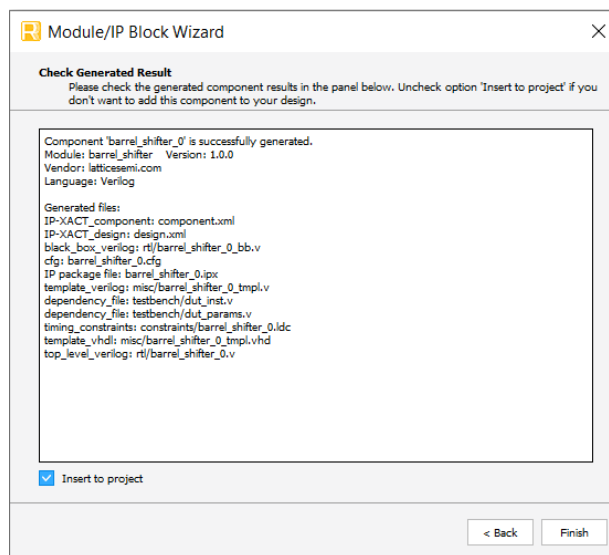 Module/IP Block Wizard
Check Generated Result
Please check the generated component results in the panel below. Uncheck option 'Insert to project' if you
don't want to add this component to your design.
Component 'barrel_shifter_0' is successfully generated.
Module: barrel_shifter Version: 1.0.0
Vendor: latticesemi.com
Language: Verilog
Generated files:
IP-XACT_component: component.xml
IP-XACT_design: design.xml
black_box_verilog: rtl/barrel_shifter_0_bb.v
cfg: barrel_shifter_0.cfg
IP package file: barrel_shifter_0.ipx
template_verilog: misc/barrel_shifter_0_tmpl.v
dependency_file: testbench/dut_inst.v
dependency_file: testbench/dut_params.v
timing_constraints: constraints/barrel_shifter_0.ldc
template_vhdl: misc/barrel_shifter_0_tmpl.vhd
top_level_verilog: rtl/barrel_shifter_0.v
Insert to project
< Back Finish